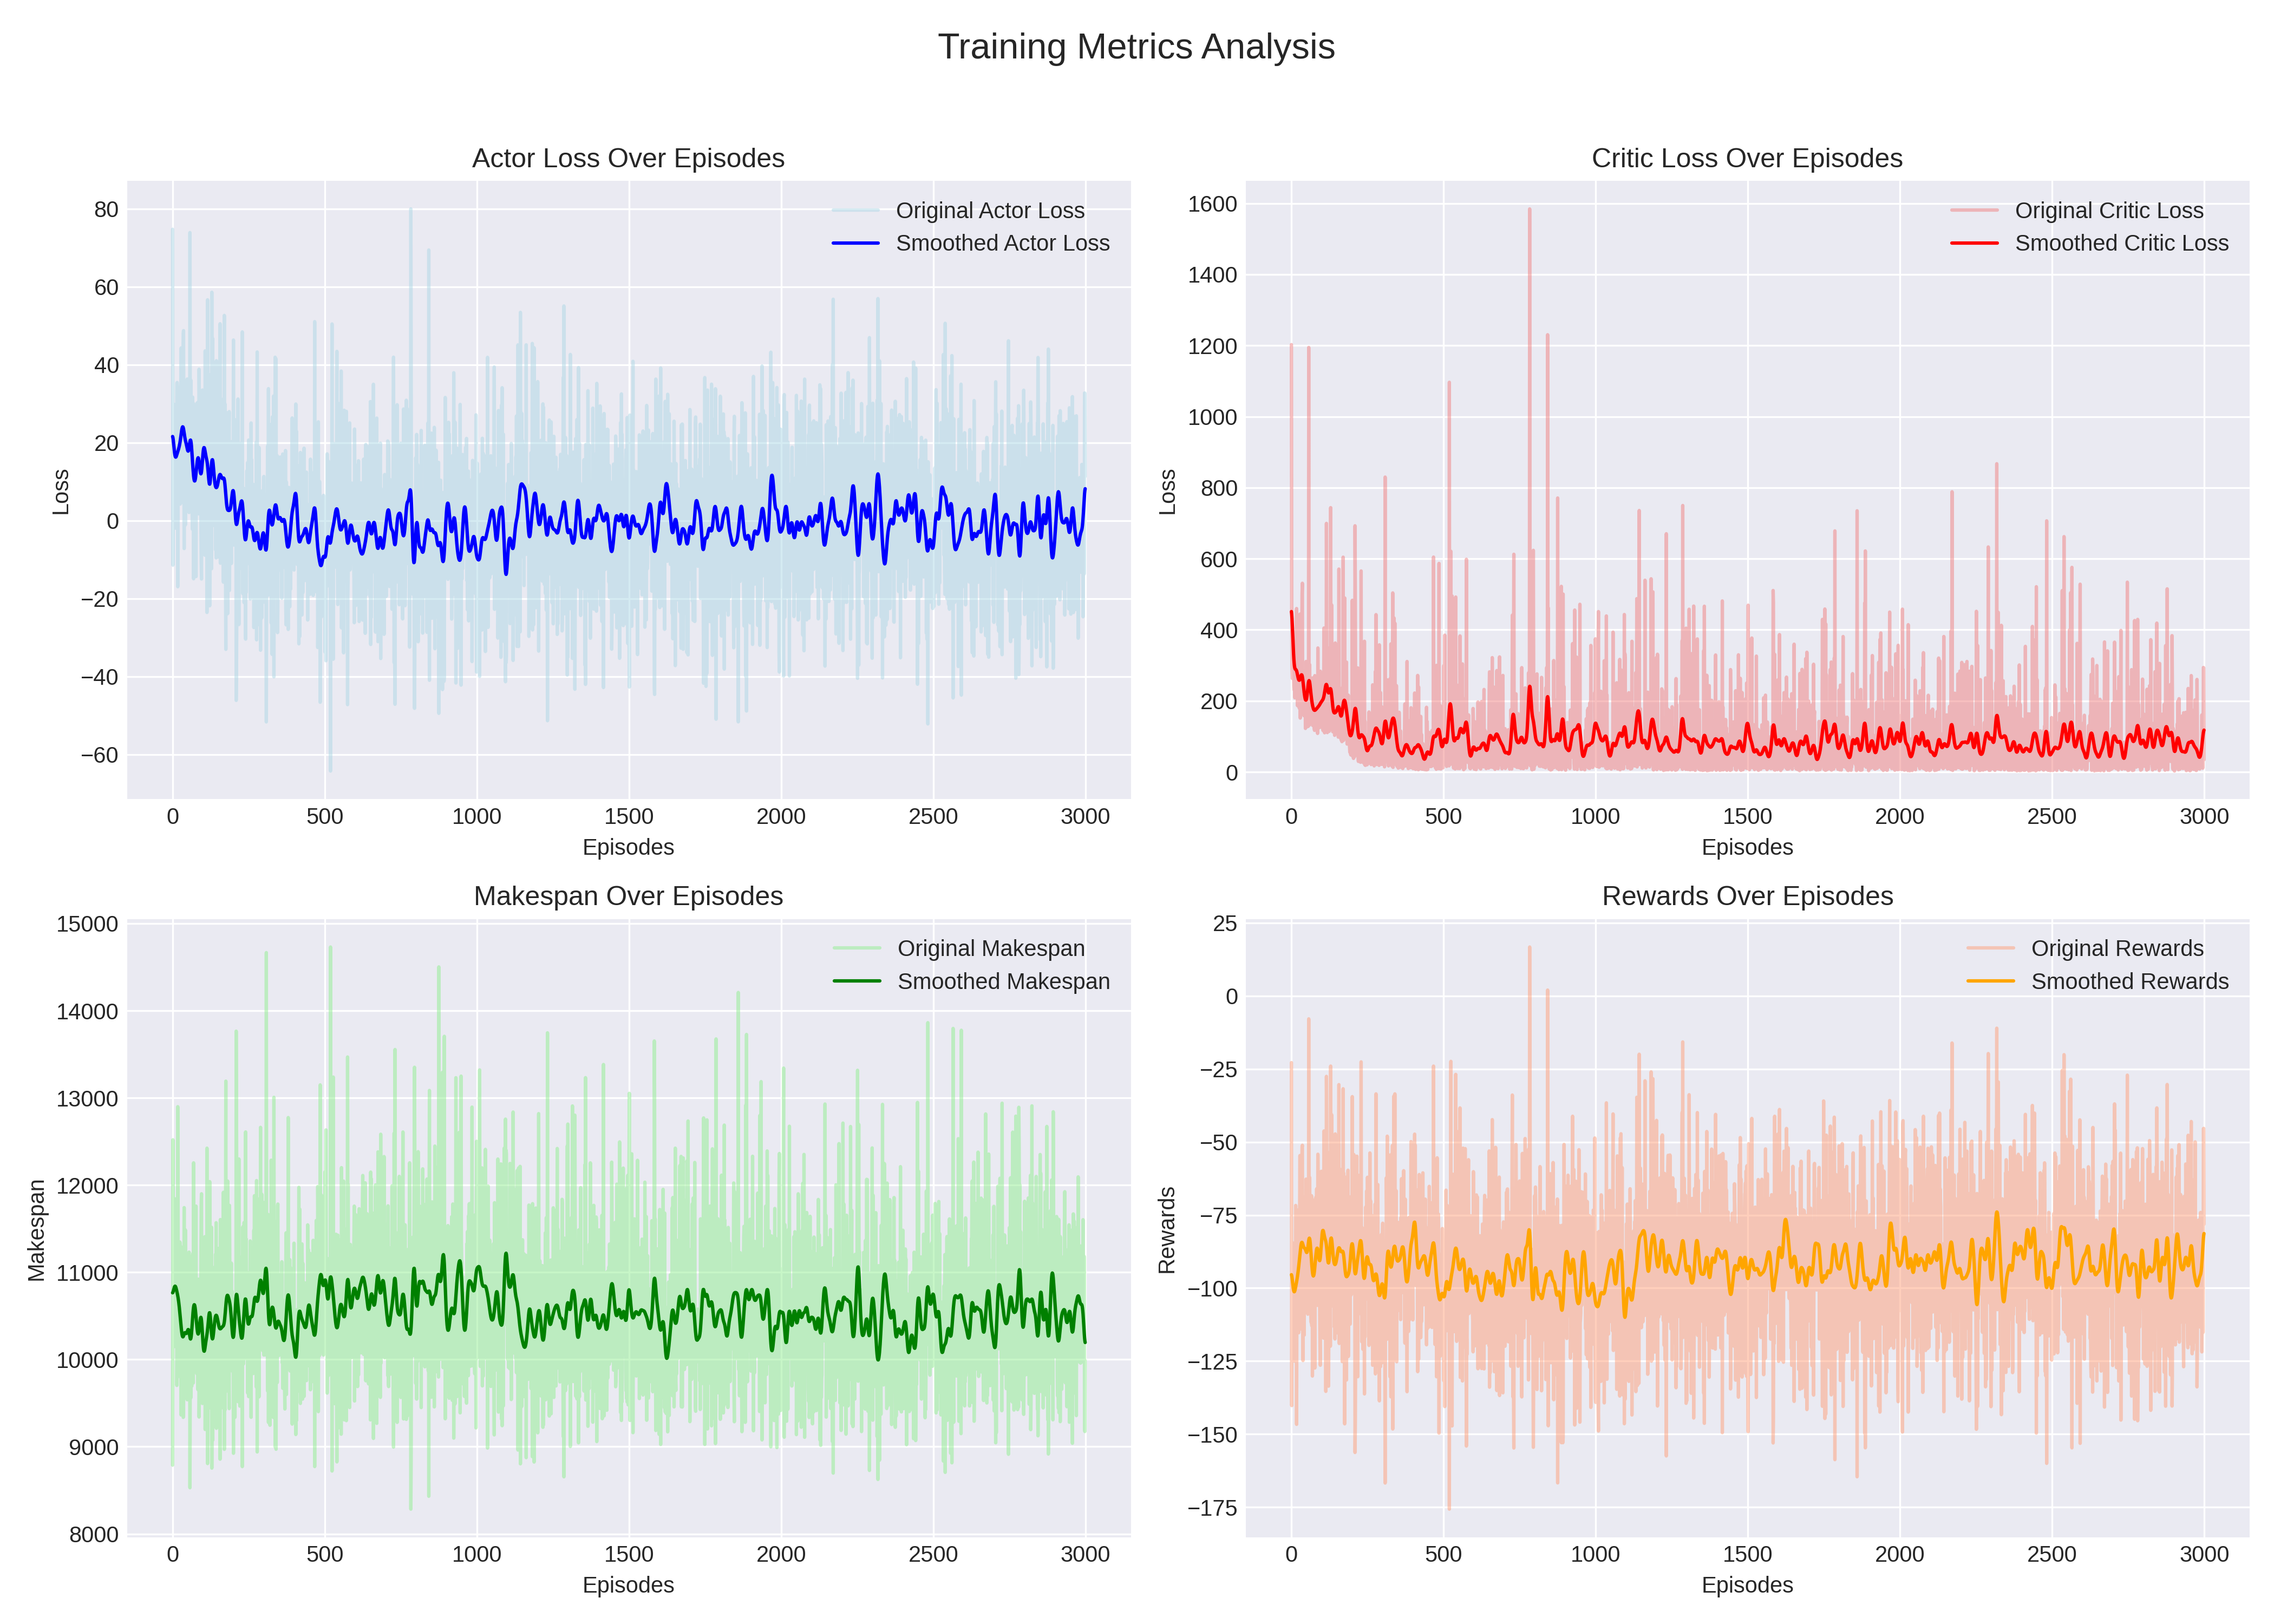 Training Metrics Analysis
Actor Loss Over Episodes
Loss
80
60
40
20
0
−20
−40
−60
Original Actor Loss
Smoothed Actor Loss
0 500 1000 1500 2000 2500 3000
Episodes
Critic Loss Over Episodes
Loss
1600
1400
1200
1000
800
600
400
200
0
Original Critic Loss
Smoothed Critic Loss
0 500 1000 1500 2000 2500 3000
Episodes
Makespan Over Episodes
Makespan
15000
14000
13000
12000
11000
10000
9000
8000
Original Makespan
Smoothed Makespan
0 500 1000 1500 2000 2500 3000
Episodes
Rewards Over Episodes
Rewards
25
0
−25
−50
−75
−100
−125
−150
−175
Original Rewards
Smoothed Rewards
0 500 1000 1500 2000 2500 3000
Episodes